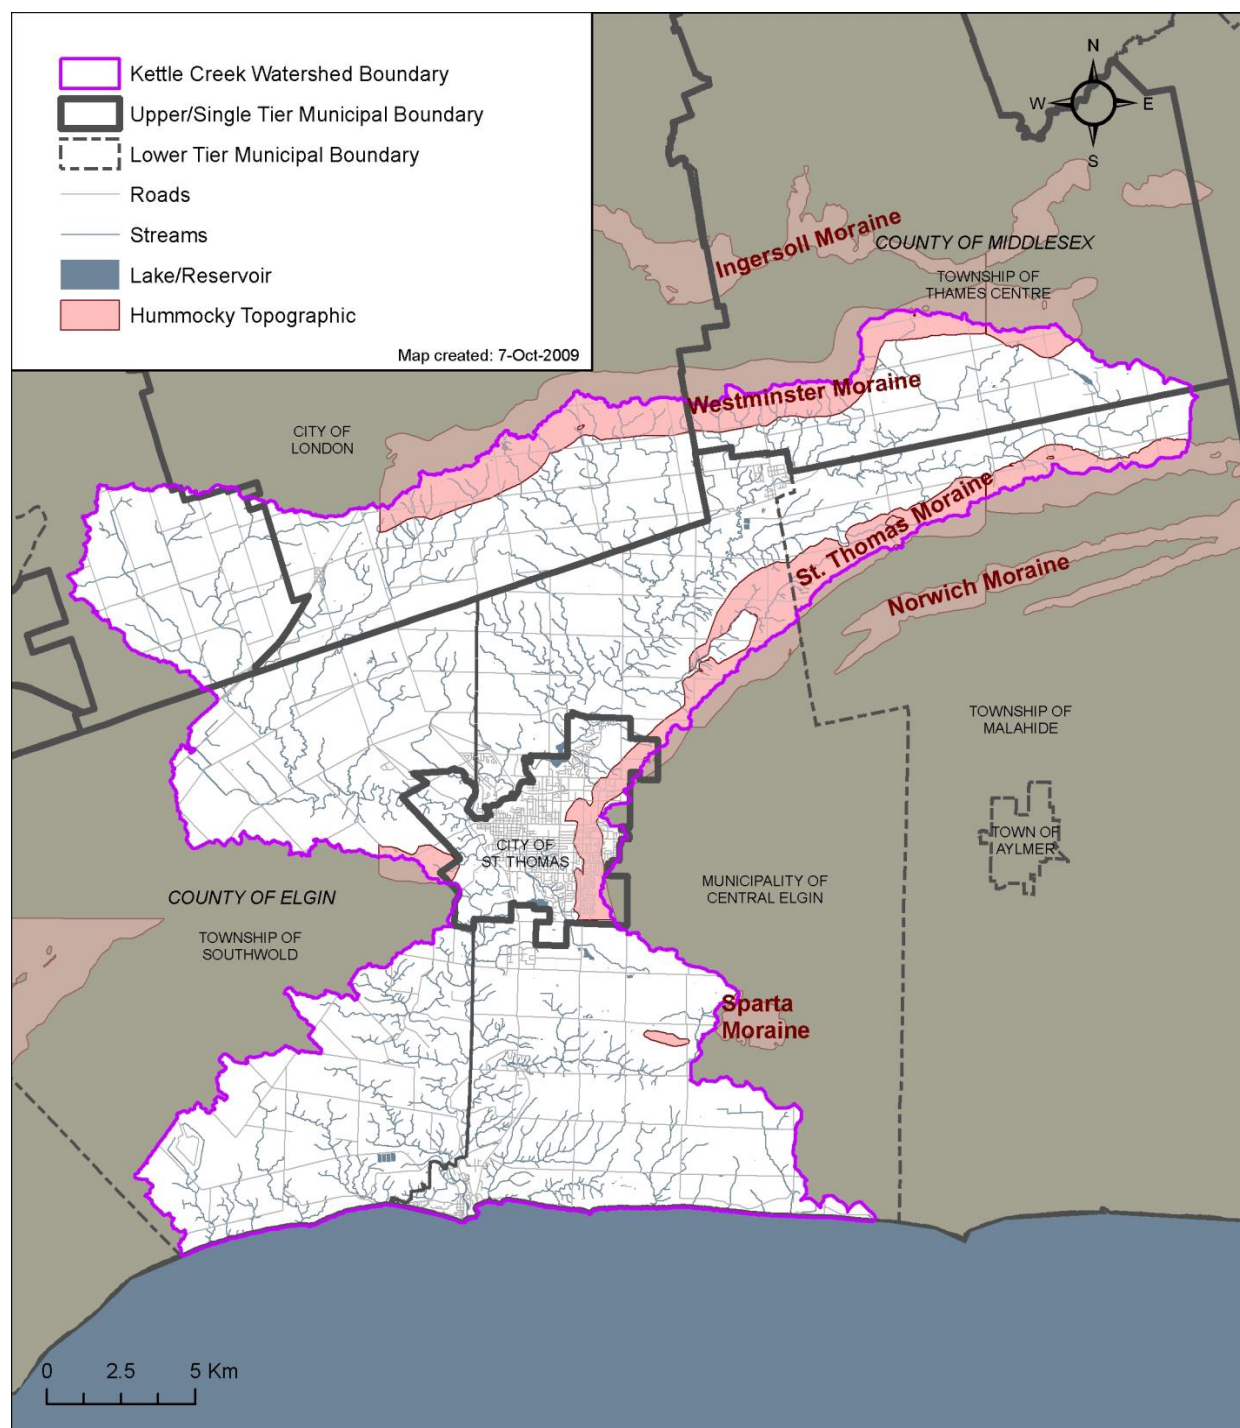 Kettle Creek Watershed Boundary
Upper/Single Tier Municipal Boundary
Lower Tier Municipal Boundary
Roads
Streams
Lake/Reservoir
Hummocky Topographic
Map created: 7-Oct-2009
N
W
E
S
Ingersoll Moraine
COUNTY OF MIDDLESEX
TOWNSHIP OF
THAMES CENTRE
Westminster Moraine
CITY OF
LONDON
St. Thomas Moraine
Norwich Moraine
TOWNSHIP OF
MALAHIDE
TOWN OF
AYLMER
CITY OF
ST. THOMAS
MUNICIPALITY OF
CENTRAL ELGIN
COUNTY OF ELGIN
TOWNSHIP OF
SOUTHWOLD
Sparta
Moraine
0 2.5 5 Km